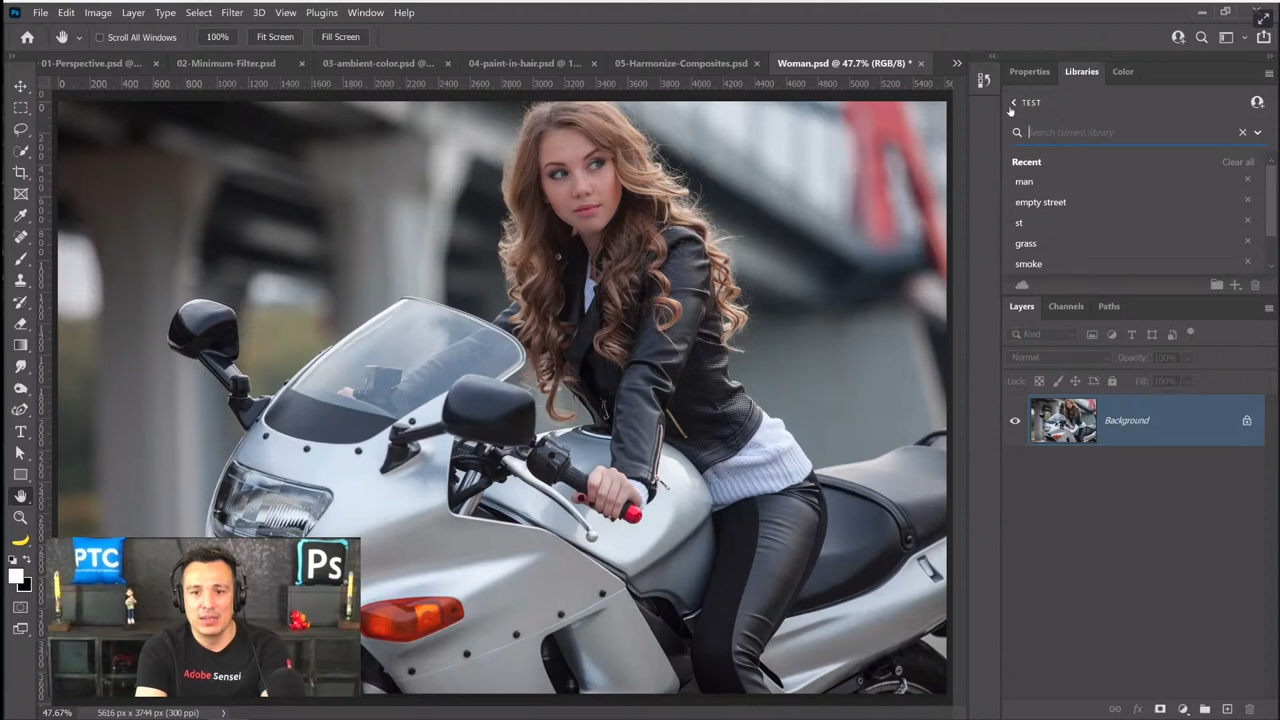 Ps File Edit Image Layer Type Select Filter 3D View Plugins Window Help
Scroll All Windows 100% Fit Screen Fill Screen
01-Perspective.psd @... × 02-Minimum-Filter.psd × 03-ambient-color.psd @... × 04-paint-in-hair.psd @ 1... × 05-Harmonize-Composites.psd × Woman.psd @ 47.7% (RGB/8) * ×
Properties Libraries Color
TEST
Search current library
Recent Clear all
man
empty street
st
grass
smoke
Layers Channels Paths
Kind
Normal Opacity: 100%
Lock: Fill: 100%
Background
PTC
Ps
Adobe Sensei
47.67% 5616 px x 3744 px (300 ppi)